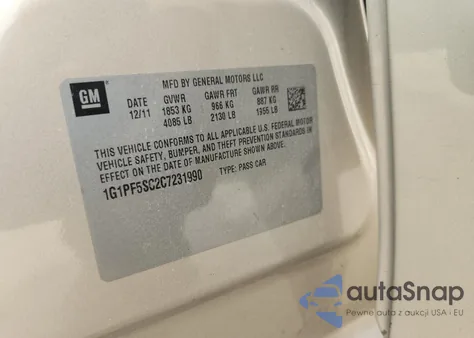 GM
MFD BY GENERAL MOTORS LLC
12/11 GVWR GAWR FRT GAWR RR
1853 KG 966 KG 887 KG
4085 LB 2130 LB 1955 LB
THIS VEHICLE CONFORMS TO ALL APPLICABLE U.S. FEDERAL MOTOR
VEHICLE SAFETY, BUMPER, AND THEFT PREVENTION STANDARDS IN
EFFECT ON THE DATE OF MANUFACTURE SHOWN ABOVE.
1G1PF5SC2C7231990 TYPE: PASS CAR
autaSnap
Pewne auta z aukcji USA i EU